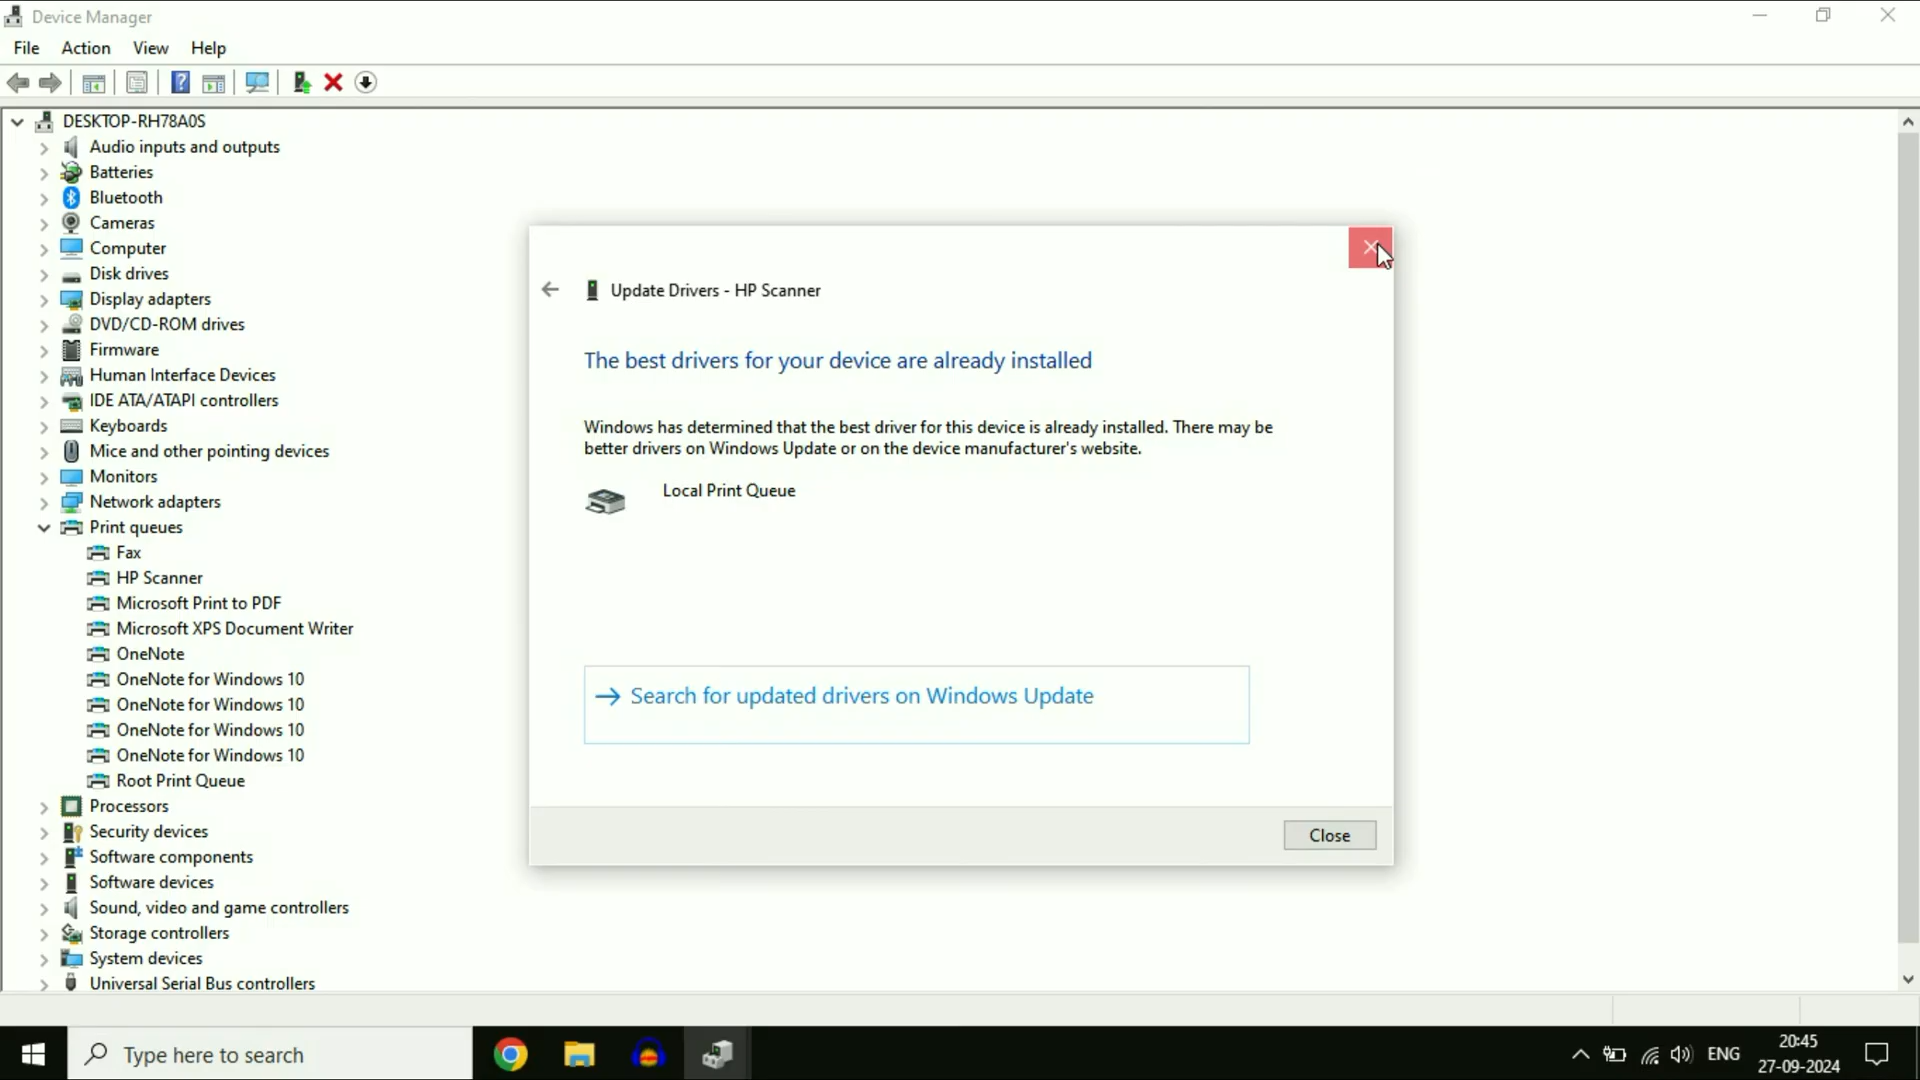 Device Manager
File Action View Help
DESKTOP-RH78A0S
Audio inputs and outputs
Batteries
Bluetooth
Cameras
Computer
Disk drives
Display adapters
DVD/CD-ROM drives
Firmware
Human Interface Devices
IDE ATA/ATAPI controllers
Keyboards
Mice and other pointing devices
Monitors
Network adapters
Print queues
Fax
HP Scanner
Microsoft Print to PDF
Microsoft XPS Document Writer
OneNote
OneNote for Windows 10
OneNote for Windows 10
OneNote for Windows 10
OneNote for Windows 10
Root Print Queue
Processors
Security devices
Software components
Software devices
Sound, video and game controllers
Storage controllers
System devices
Universal Serial Bus controllers
Update Drivers - HP Scanner
The best drivers for your device are already installed
Windows has determined that the best driver for this device is already installed. There may be
better drivers on Windows Update or on the device manufacturer's website.
Local Print Queue
Search for updated drivers on Windows Update
Close
Type here to search
ENG
20:45
27-09-2024